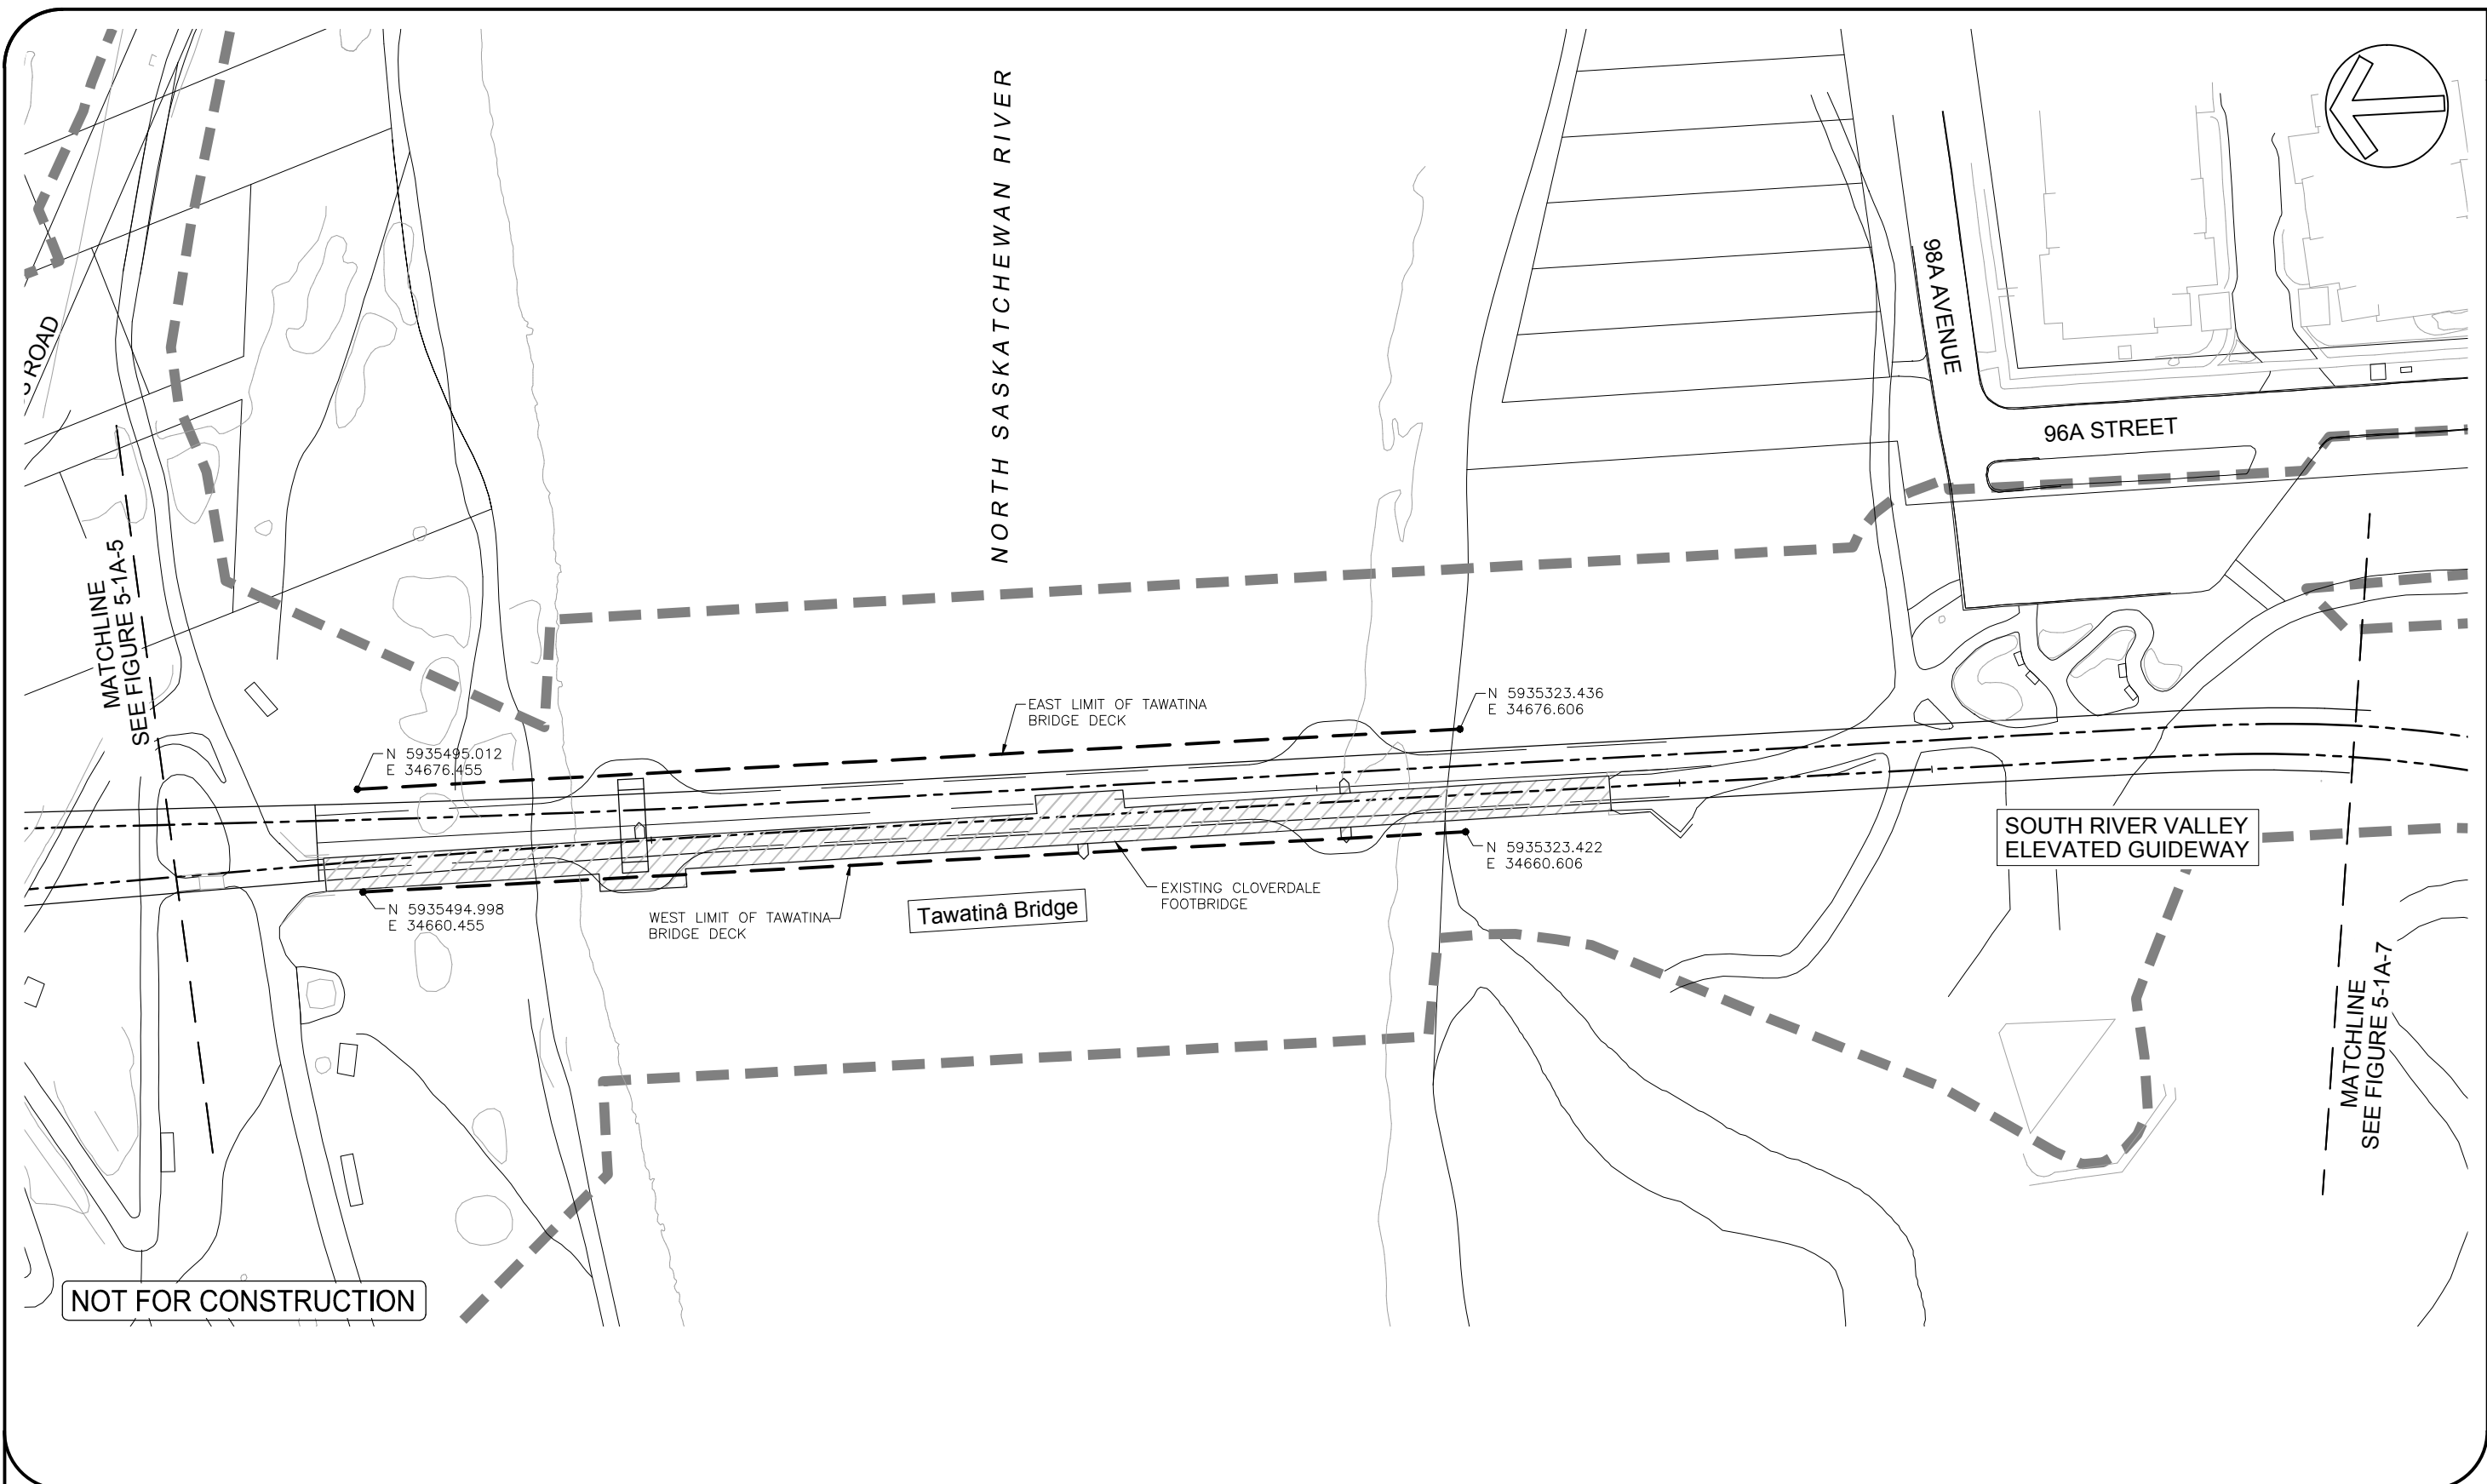 NORTH SASKATCHEWAN RIVER
ROAD
98A AVENUE
96A STREET
MATCHLINE
SEE FIGURE 5-1A-5
EAST LIMIT OF TAWATINA
BRIDGE DECK
N 5935323.436
E 34676.606
N 5935495.012
E 34676.455
SOUTH RIVER VALLEY
ELEVATED GUIDEWAY
N 5935323.422
E 34660.606
EXISTING CLOVERDALE
FOOTBRIDGE
Tawatinâ Bridge
N 5935494.998
E 34660.455
WEST LIMIT OF TAWATINA
BRIDGE DECK
MATCHLINE
SEE FIGURE 5-1A-7
NOT FOR CONSTRUCTION